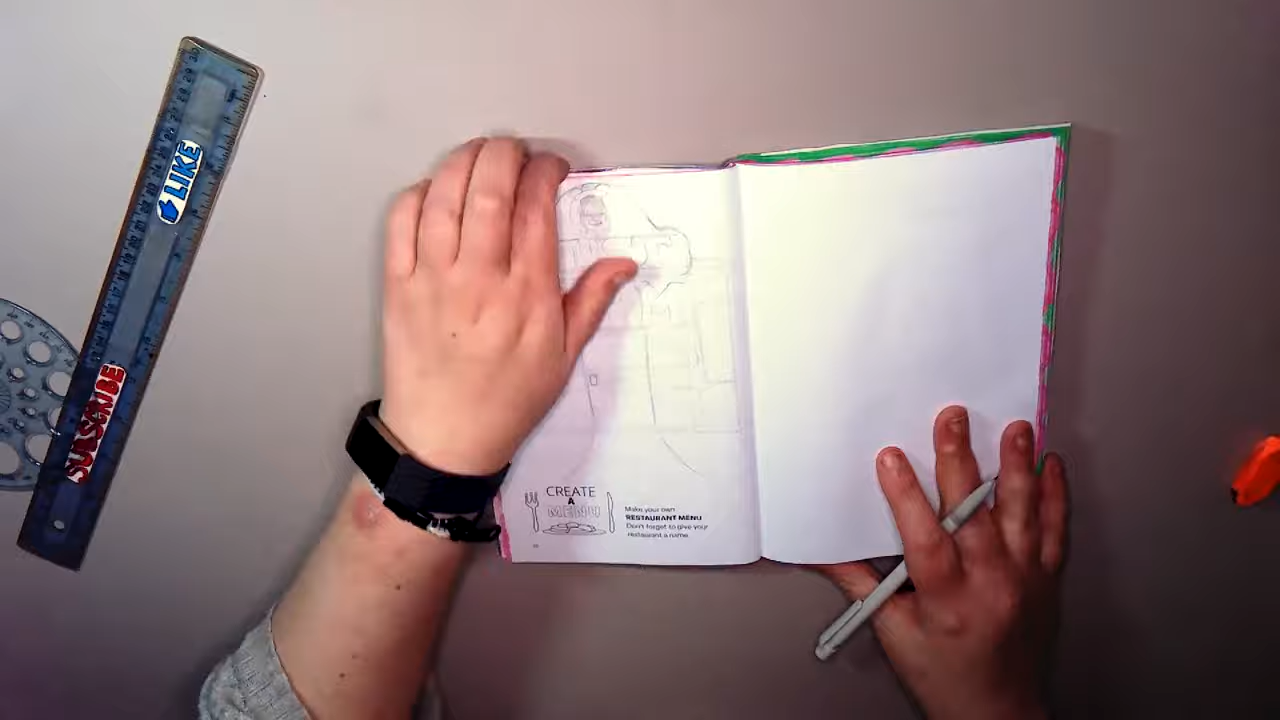 LIKE
SUBSCRIBE
CREATE
A
MENU
Make your own
RESTAURANT MENU
Don't forget to give your
restaurant a name.